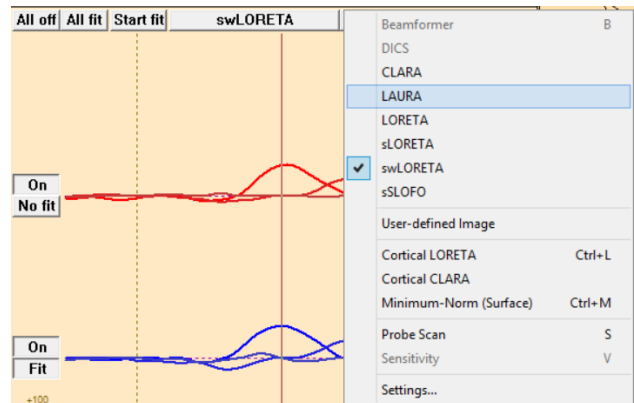 All off All fit Start fit swLORETA
Beamformer B
DICS
CLARA
LAURA
LORETA
sLORETA
swLORETA
sSLOFO
User-defined Image
Cortical LORETA Ctrl+L
Cortical CLARA
Minimum-Norm (Surface) Ctrl+M
Probe Scan S
Sensitivity V
Settings...
On
No fit
On
Fit
+100